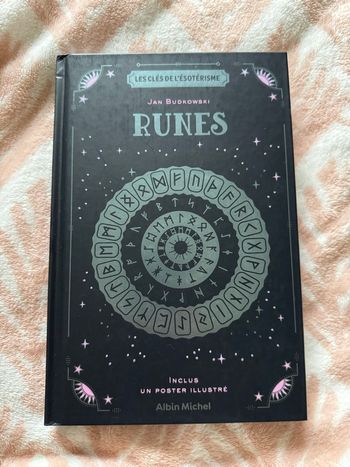 LES CLÉS DE L'ÉSOTÉRISME
JAN BUDKOWSKI
RUNES
INCLUS
UN POSTER ILLUSTRÉ
Albin Michel